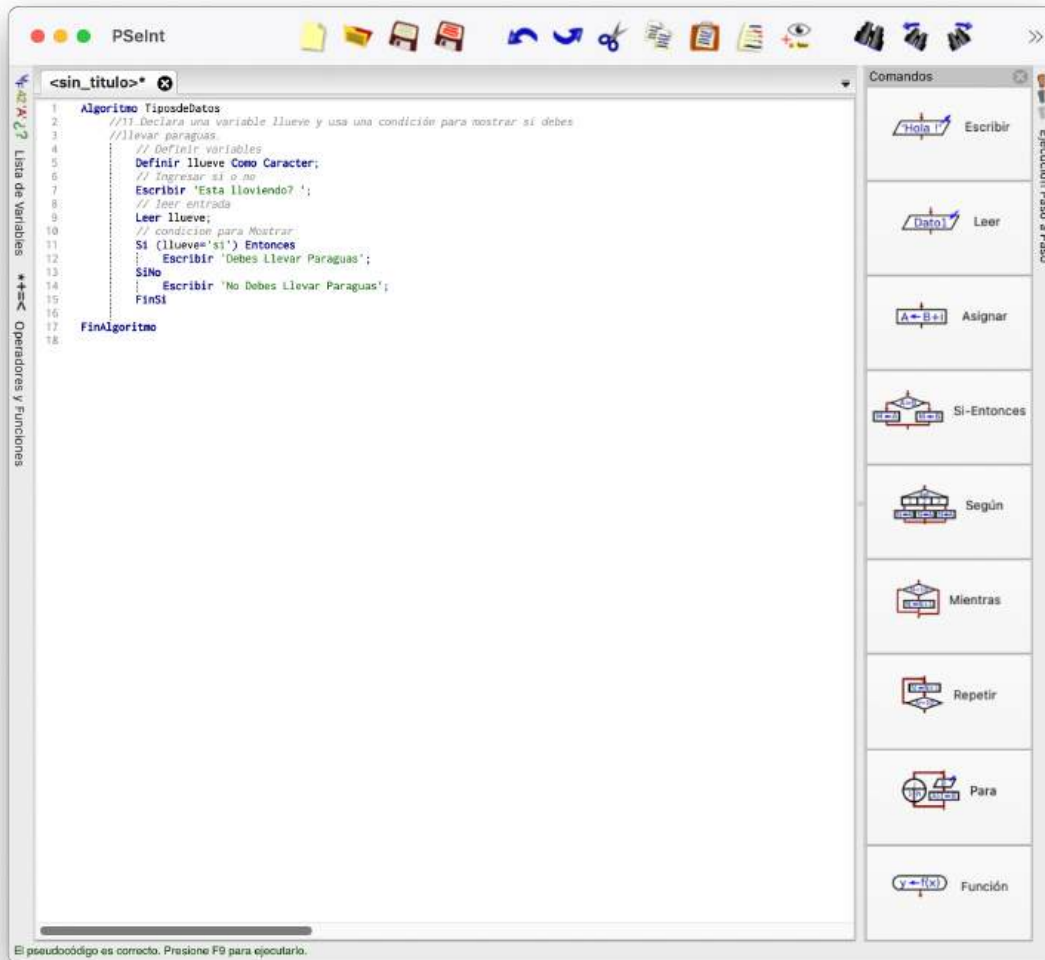 PSeInt
*42'A'¿? Lista de Variables
*+=< Operadores y Funciones
<sin_titulo>*
1 Algoritmo TiposdeDatos
2 //11.Declara una variable llueve y usa una condición para mostrar si debes
3 //llevar paraguas.
4 // Definir variables
5 Definir llueve Como Caracter;
6 // Ingresar si o no
7 Escribir 'Esta lloviendo? ';
8 // leer entrada
9 Leer llueve;
10 // condicion para Mostrar
11 Si (llueve='si') Entonces
12 Escribir 'Debes Llevar Paraguas';
13 SiNo
14 Escribir 'No Debes Llevar Paraguas';
15 FinSi
16
17 FinAlgoritmo
18
Comandos
"Hola !" Escribir
Dato1 Leer
A←B+i Asignar
Si-Entonces
Según
Mientras
Repetir
Para
y←f(x) Función
Ejecución Paso a Paso
El pseudocódigo es correcto. Presione F9 para ejecutarlo.